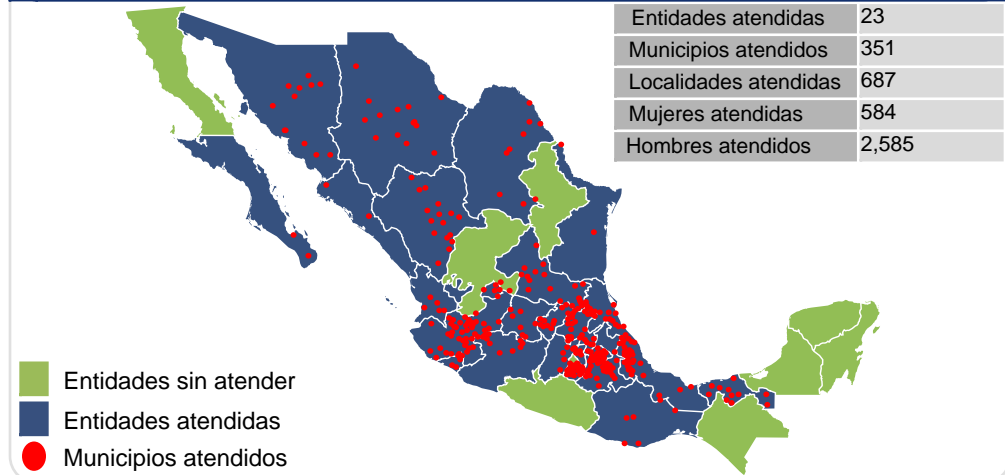 Entidades atendidas 23
Municipios atendidos 351
Localidades atendidas 687
Mujeres atendidas 584
Hombres atendidos 2,585
Entidades sin atender
Entidades atendidas
Municipios atendidos